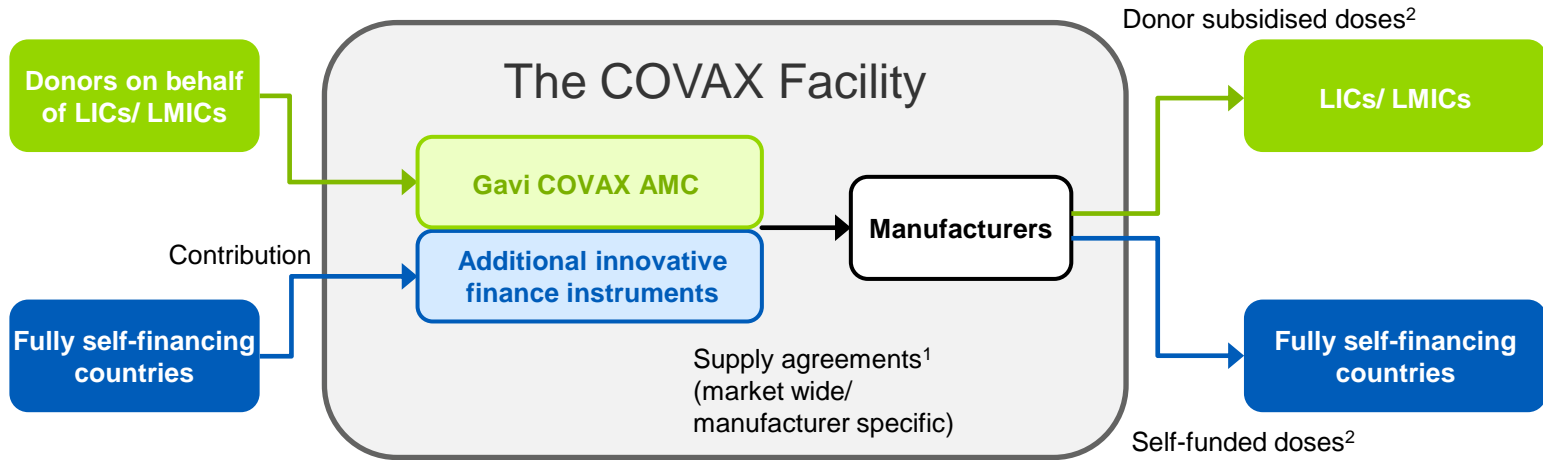 Donor subsidised doses2
Donors on behalf
of LICs/ LMICs
The COVAX Facility
LICs/ LMICs
Gavi COVAX AMC
Manufacturers
Contribution
Additional innovative
finance instruments
Fully self-financing
countries
Supply agreements1
(market wide/
manufacturer specific)
Fully self-financing
countries
Self-funded doses2